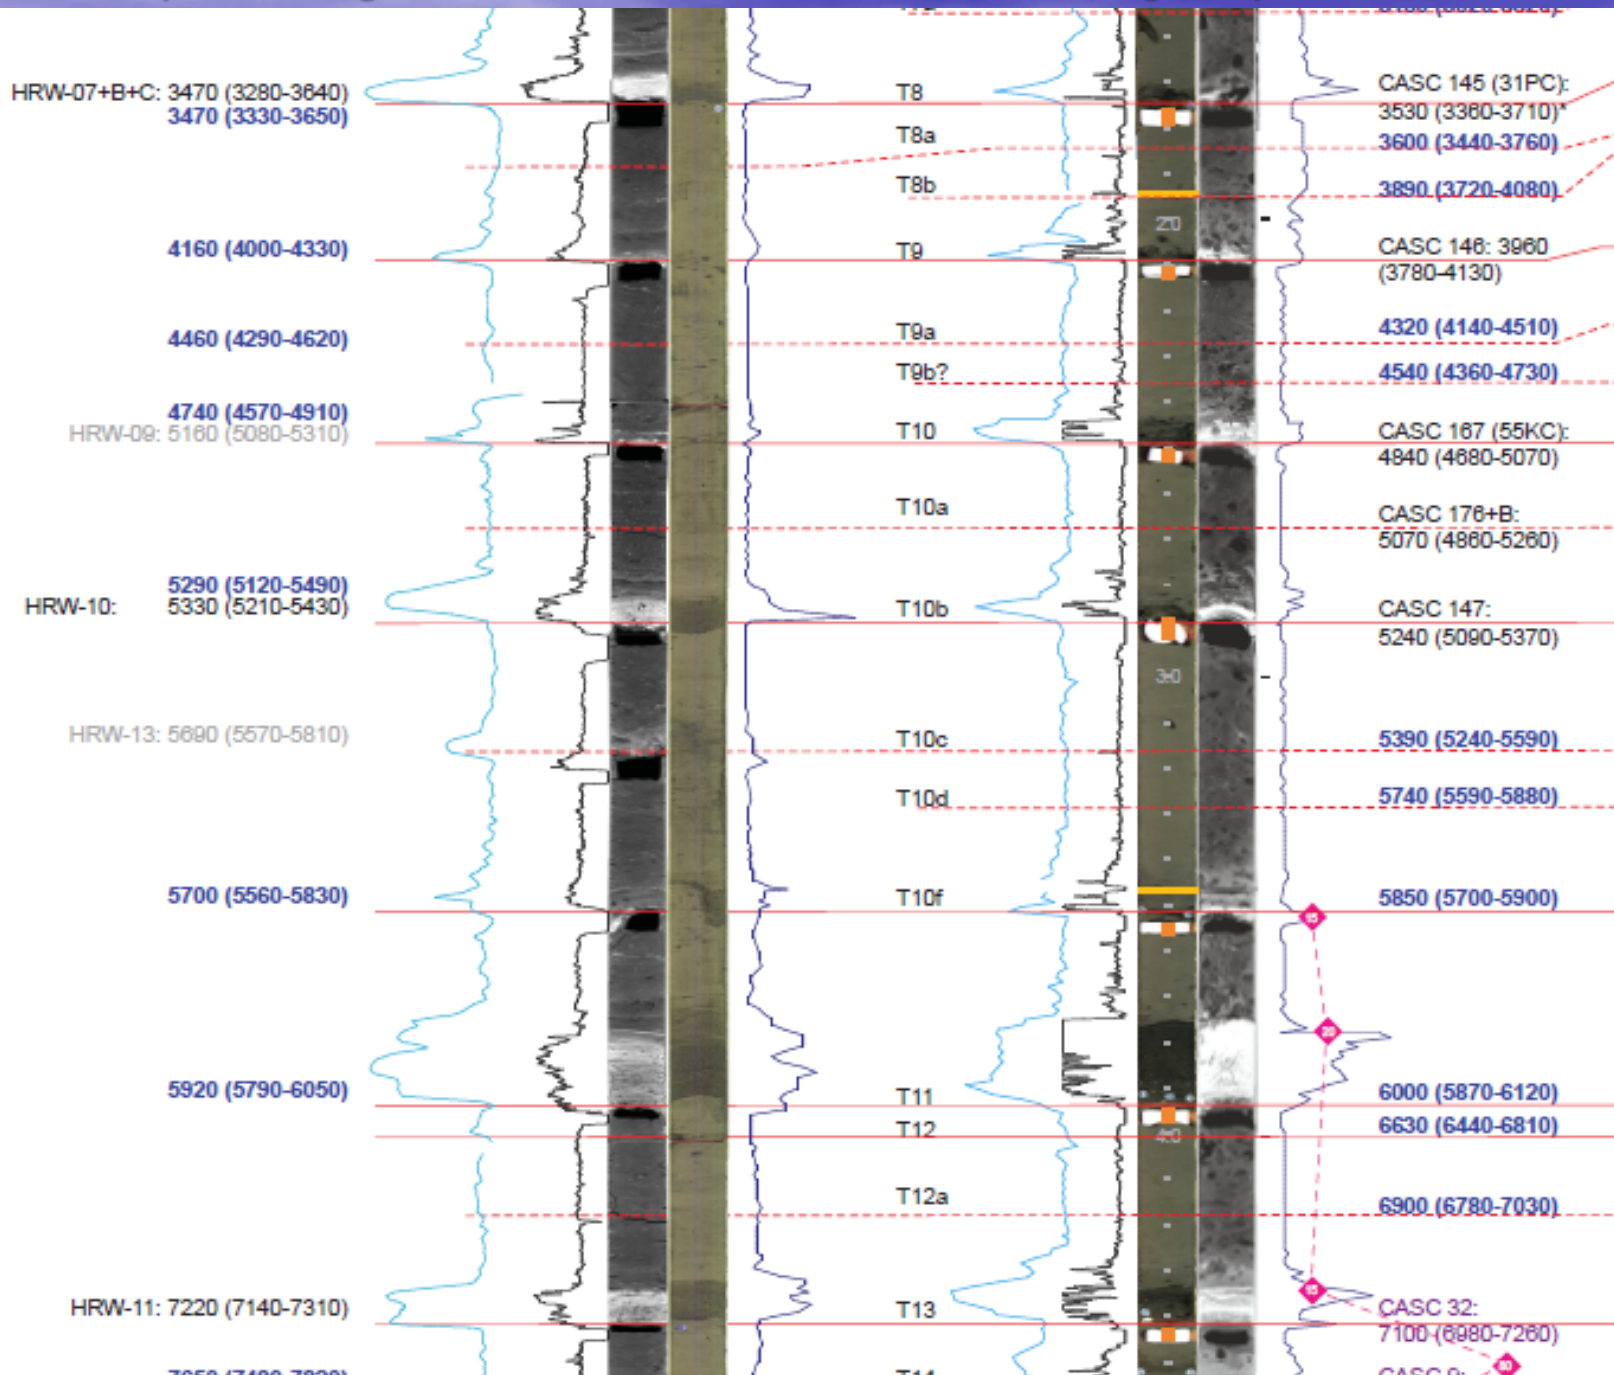 HRW-07+B+C: 3470 (3280-3640)
3470 (3330-3650)
4160 (4000-4330)
4460 (4290-4620)
4740 (4570-4910)
HRW-09: 5160 (5080-5310)
5290 (5120-5490)
HRW-10: 5330 (5210-5430)
HRW-13: 5690 (5570-5810)
5700 (5560-5830)
5920 (5790-6050)
HRW-11: 7220 (7140-7310)
T8
T8a
T8b
T9
T9a
T9b?
T10
T10a
T10b
T10c
T10d
T10f
T11
T12
T12a
T13
20
30
40
CASC 145 (31PC):
3530 (3360-3710)*
3600 (3440-3760)
3890 (3720-4080)
CASC 146: 3960
(3780-4130)
4320 (4140-4510)
4540 (4360-4730)
CASC 167 (55KC):
4840 (4680-5070)
CASC 176+B:
5070 (4860-5260)
CASC 147:
5240 (5090-5370)
5390 (5240-5590)
5740 (5590-5880)
5850 (5700-5900)
15
20
6000 (5870-6120)
6630 (6440-6810)
6900 (6780-7030)
15
CASC 32:
7100 (6980-7260)
80